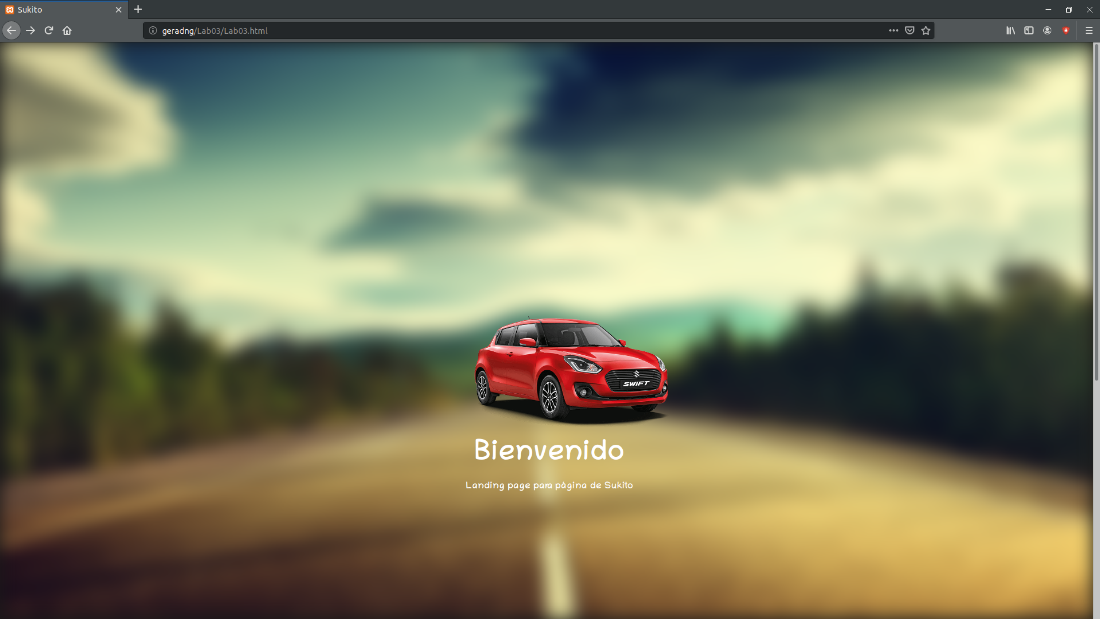 Sukito
geradng/Lab03/Lab03.html
SWIFT
Bienvenido
Landing page para página de Sukito